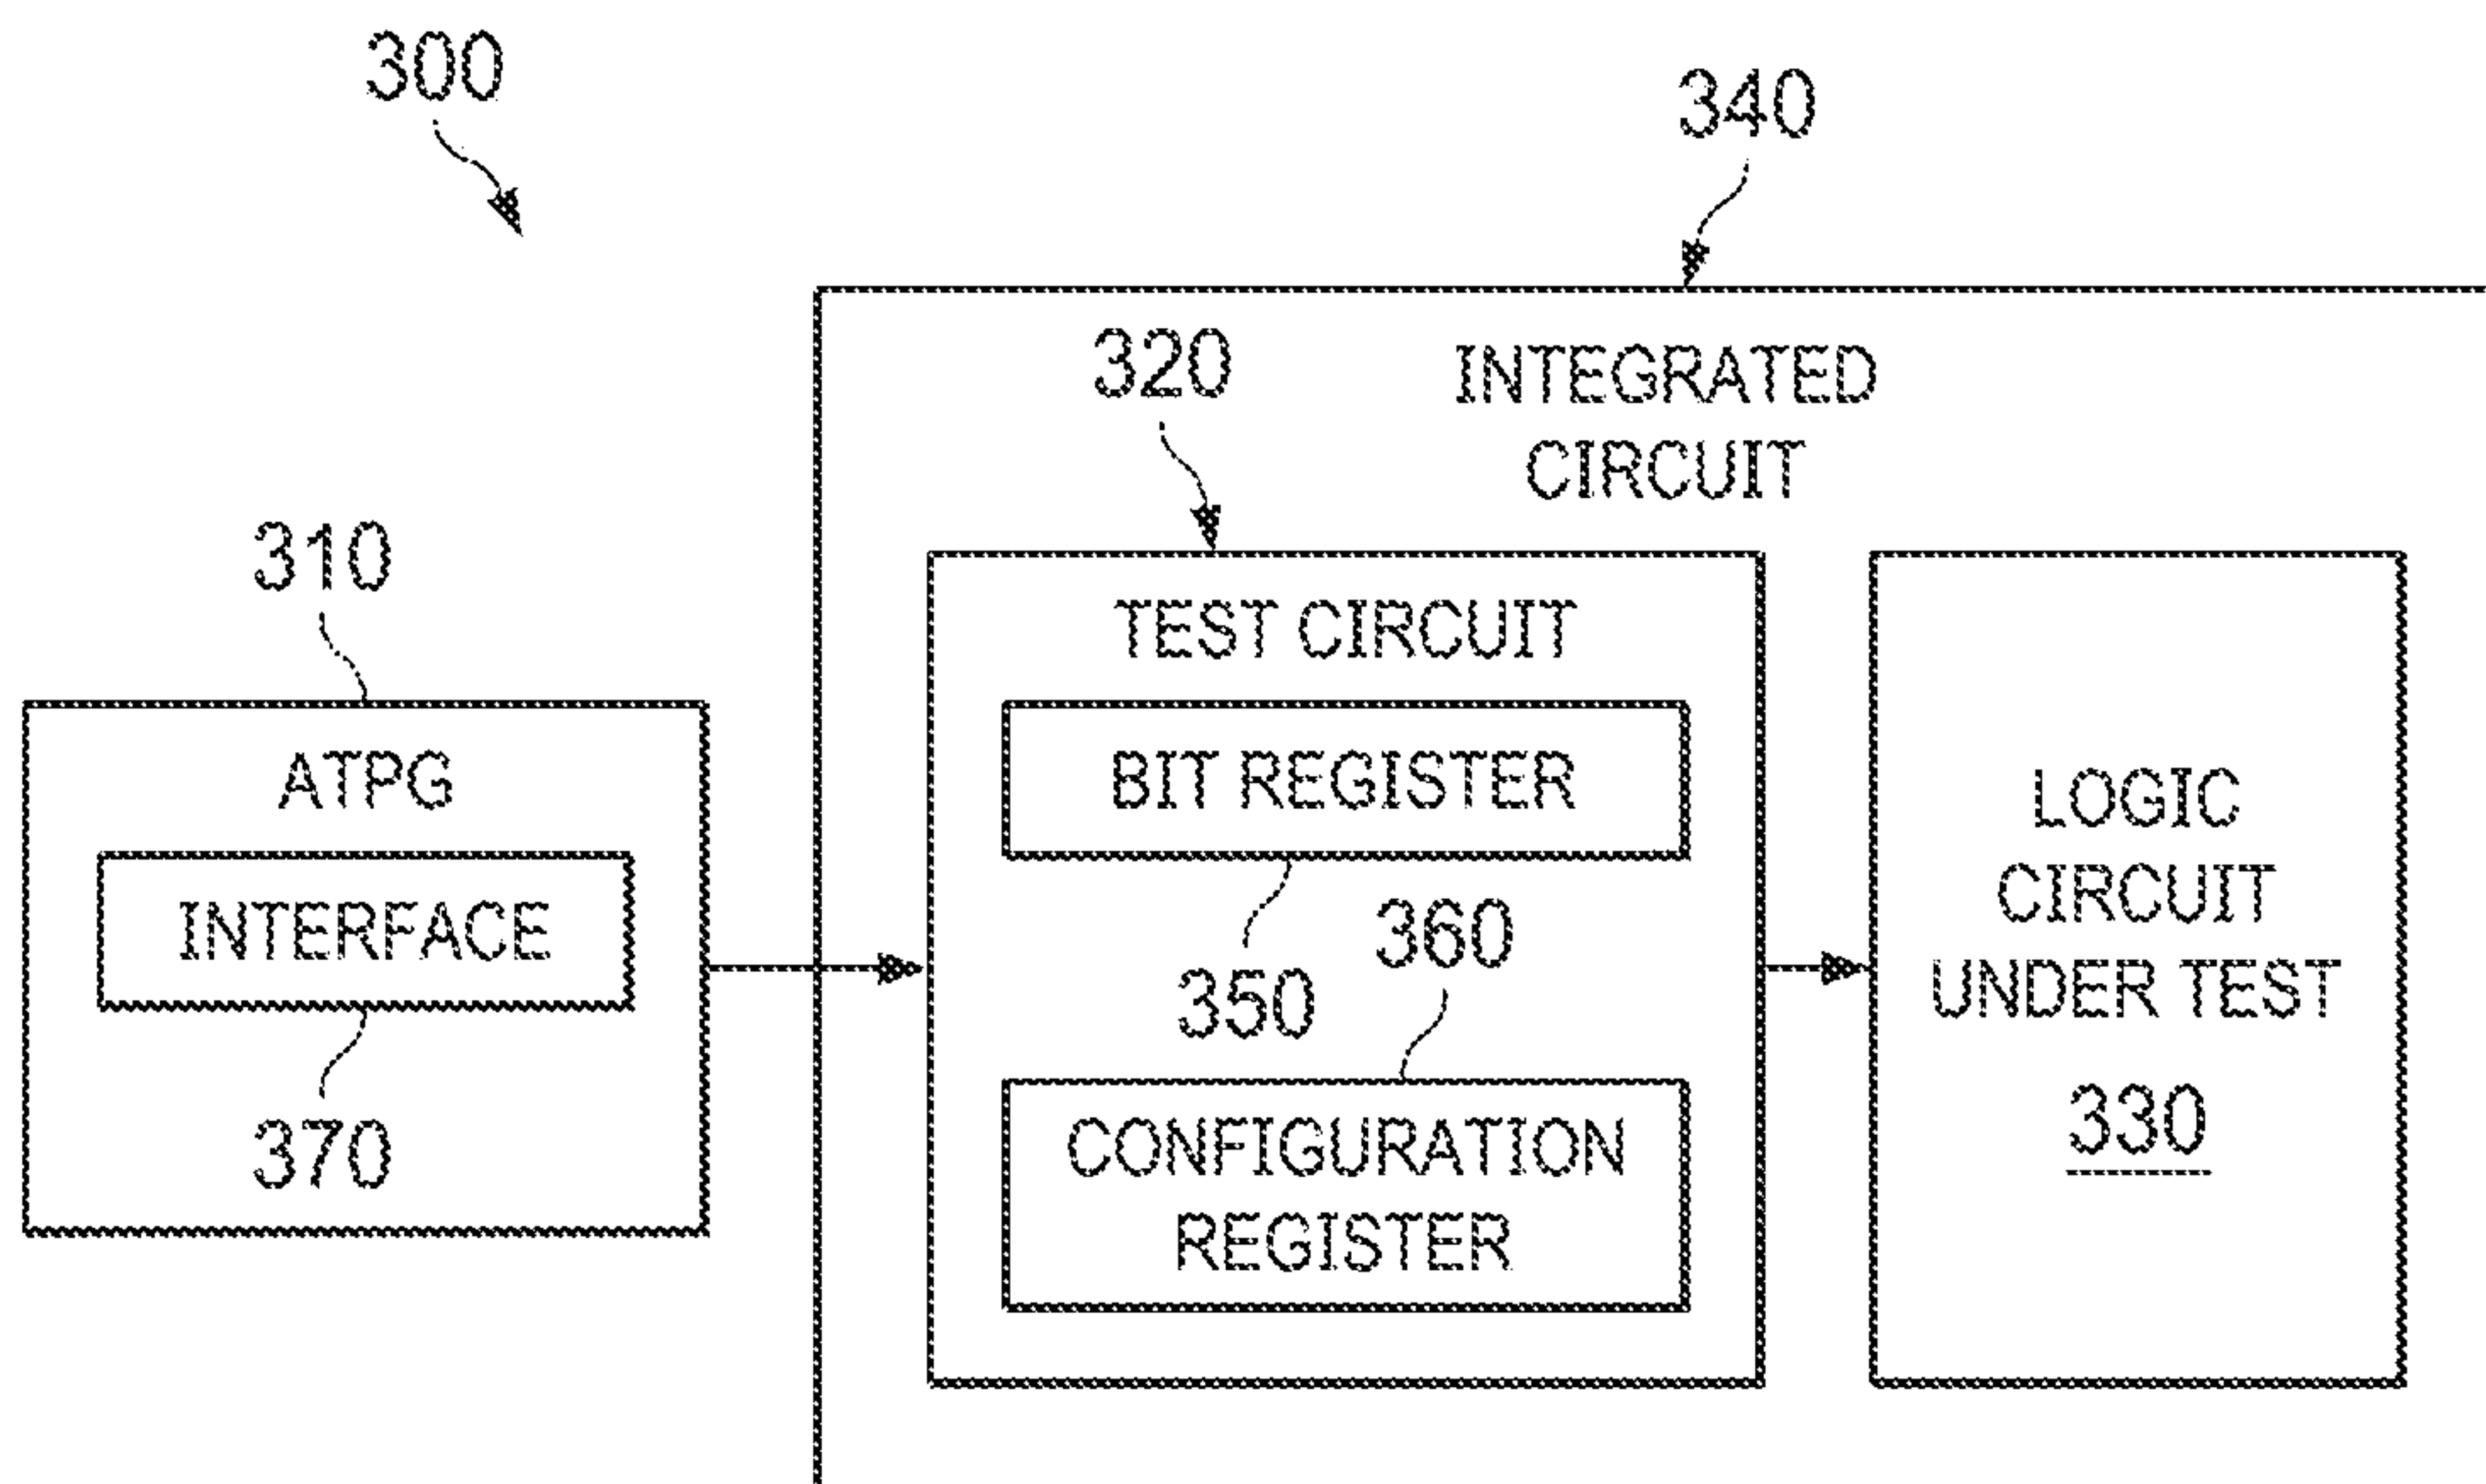 300
340
320
INTEGRATED
CIRCUIT
310
TEST CIRCUIT
ATPG
BIT REGISTER
INTERFACE
350
360
370
CONFIGURATION
REGISTER
LOGIC
CIRCUIT
UNDER TEST
330